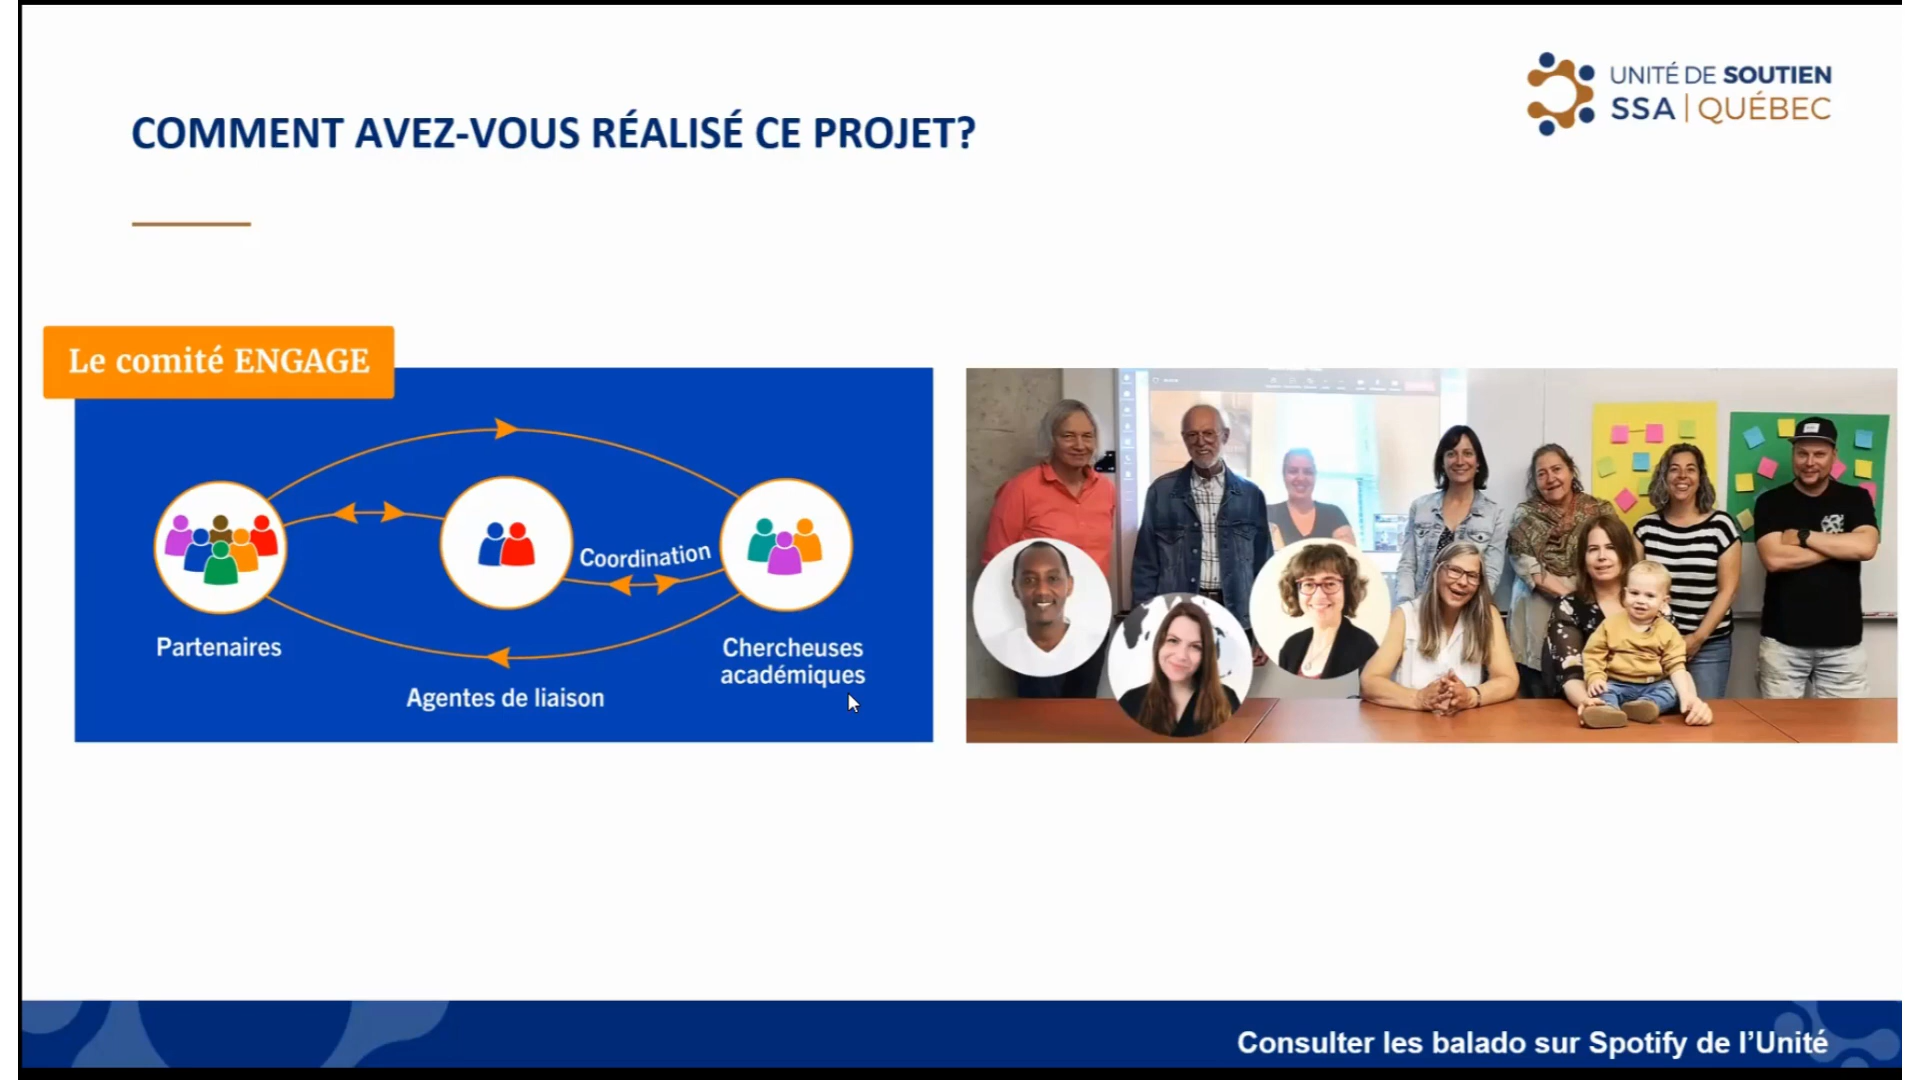 UNITÉ DE SOUTIEN
SSA | QUÉBEC
COMMENT AVEZ-VOUS RÉALISÉ CE PROJET?
Le comité ENGAGE
Coordination
Partenaires
Chercheuses
académiques
Agentes de liaison
Consulter les balado sur Spotify de l'Unité